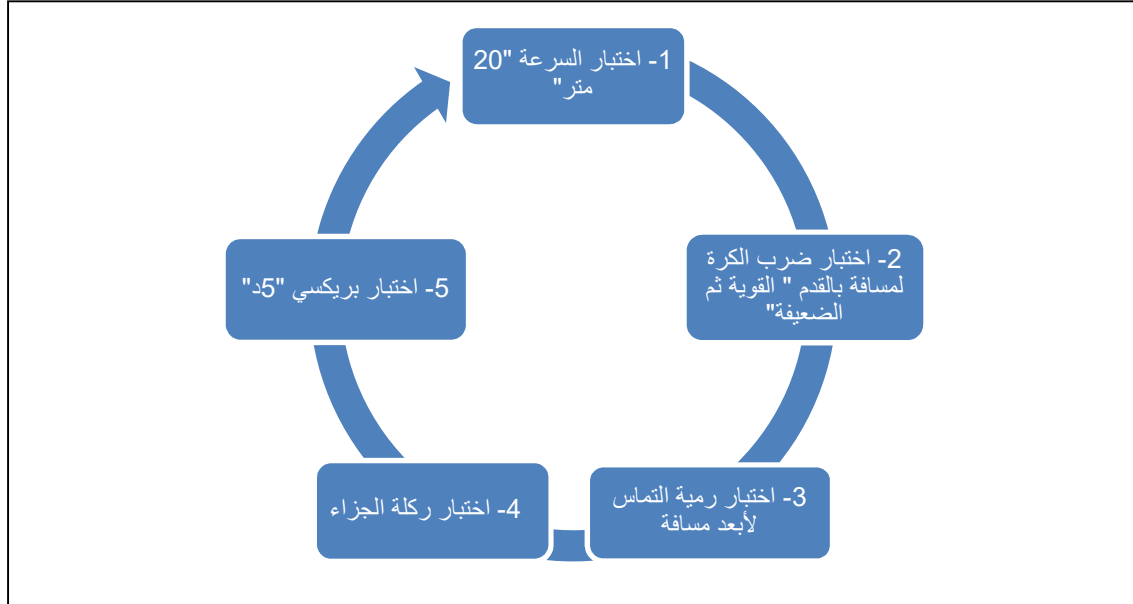 1- اختبار السرعة "20
متر"
2- اختبار ضرب الكرة
لمسافة بالقدم " القوية ثم
الضعيفة"
3- اختبار رمية التماس
لأبعد مسافة
4- اختبار ركلة الجزاء
5- اختبار بريكسي "5د"